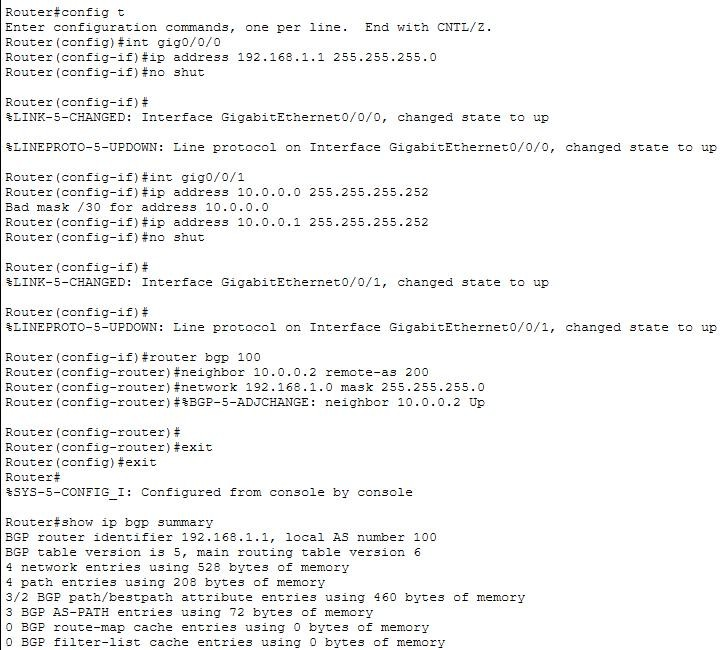 Router#config t
Enter configuration commands, one per line.  End with CNTL/Z.
Router(config)#int gig0/0/0
Router(config-if)#ip address 192.168.1.1 255.255.255.0
Router(config-if)#no shut
Router(config-if)#
%LINK-5-CHANGED: Interface GigabitEthernet0/0/0, changed state to up
%LINEPROTO-5-UPDOWN: Line protocol on Interface GigabitEthernet0/0/0, changed state to up
Router(config-if)#int gig0/0/1
Router(config-if)#ip address 10.0.0.0 255.255.255.252
Bad mask /30 for address 10.0.0.0
Router(config-if)#ip address 10.0.0.1 255.255.255.252
Router(config-if)#no shut
Router(config-if)#
%LINK-5-CHANGED: Interface GigabitEthernet0/0/1, changed state to up
Router(config-if)#
%LINEPROTO-5-UPDOWN: Line protocol on Interface GigabitEthernet0/0/1, changed state to up
Router(config-if)#router bgp 100
Router(config-router)#neighbor 10.0.0.2 remote-as 200
Router(config-router)#network 192.168.1.0 mask 255.255.255.0
Router(config-router)#%BGP-5-ADJCHANGE: neighbor 10.0.0.2 Up
Router(config-router)#
Router(config-router)#exit
Router(config)#exit
Router#
%SYS-5-CONFIG_I: Configured from console by console
Router#show ip bgp summary
BGP router identifier 192.168.1.1, local AS number 100
BGP table version is 5, main routing table version 6
4 network entries using 528 bytes of memory
4 path entries using 208 bytes of memory
3/2 BGP path/bestpath attribute entries using 460 bytes of memory
3 BGP AS-PATH entries using 72 bytes of memory
0 BGP route-map cache entries using 0 bytes of memory
0 BGP filter-list cache entries using 0 bytes of memory